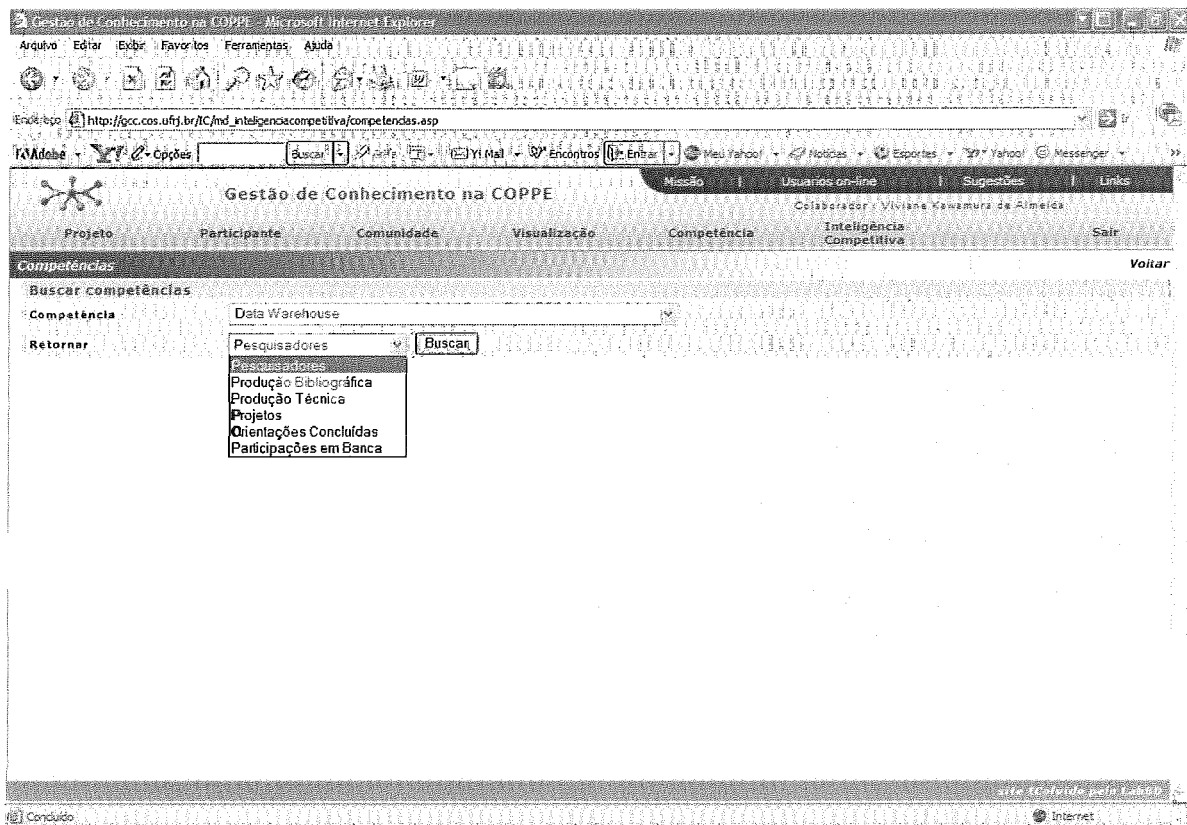 Gestão de Conhecimento na COPPE - Microsoft Internet Explorer
Arquivo Editar Exibir Favoritos Ferramentas Ajuda
Endereço http://gcc.cos.ufrj.br/IC/md_inteligenciacompetitiva/competencias.asp
Adobe Opções Buscar Y! Mail Encontros Entrar Meu Yahoo! Notícias Esportes Yahoo! Messenger
Missão | Usuários on-line | Sugestões | Links
Gestão de Conhecimento na COPPE
Colaborador : Viviane Kawamura de Almeida
Projeto Participante Comunidade Visualização Competência Inteligência Competitiva Sair
Competências Voltar
Buscar competências
Competência Data Warehouse
Retornar Pesquisadores Buscar
Pesquisadores
Produção Bibliográfica
Produção Técnica
Projetos
Orientações Concluídas
Participações em Banca
Concluído Internet